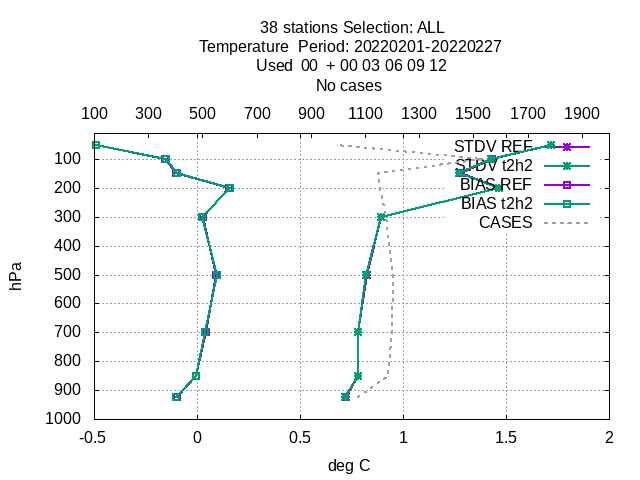 38 stations Selection: ALL
Temperature  Period: 20220201-20220227
Used  00  + 00 03 06 09 12
No cases
100 300 500 700 900 1100 1300 1500 1700 1900
STDV REF
STDV t2h2
BIAS REF
BIAS t2h2
CASES
100
200
300
400
500
600
700
800
900
1000
hPa
-0.5 0 0.5 1 1.5 2
deg C